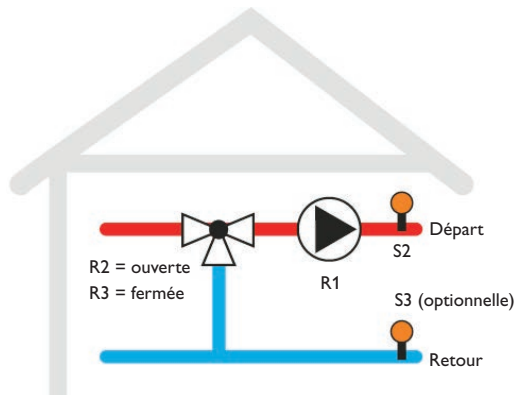 Départ
S2
R2 = ouverte
R3 = fermée
R1
S3 (optionnelle)
Retour